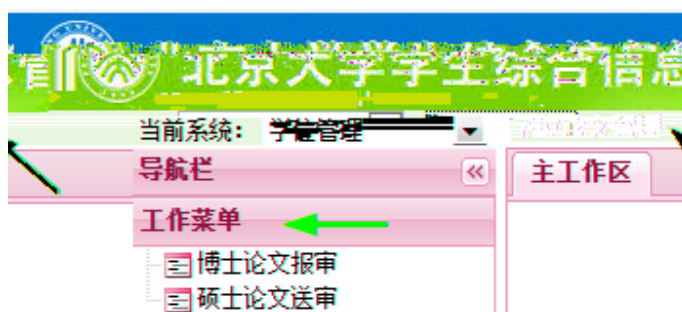 北京大学学生综合信息
当前系统： 学位管理
导航栏
主工作区
工作菜单
博士论文报审
硕士论文送审